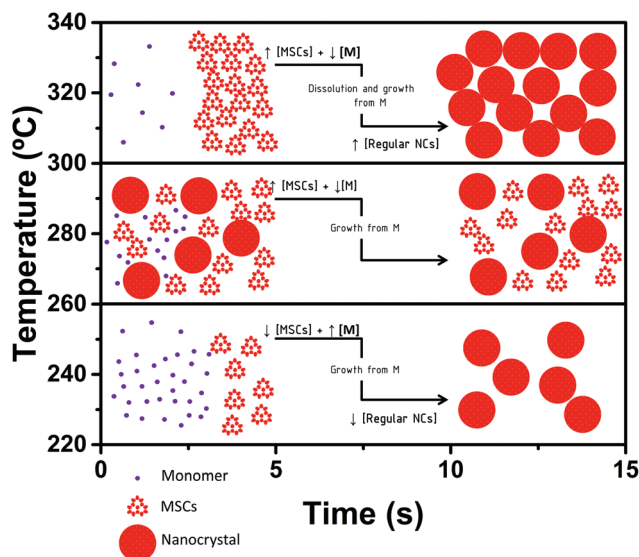 340
320
300
280
260
240
220
Temperature (ºC)
↑ [MSCs] + ↓ [M]
Dissolution and growth
from M
↑ [Regular NCs]
↑ [MSCs] + ↓[M]
Growth from M
↓ [MSCs] + ↑ [M]
Growth from M
↓ [Regular NCs]
0 5 10 15
Time (s)
Monomer
MSCs
Nanocrystal